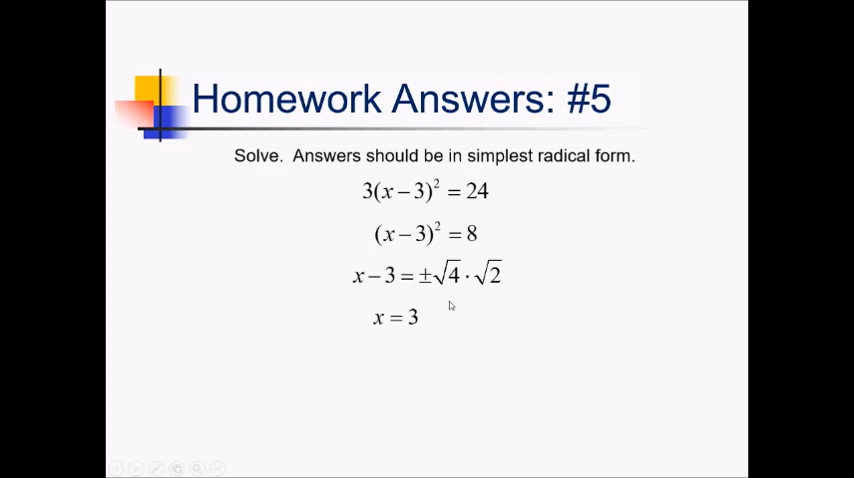 Homework Answers: #5
Solve. Answers should be in simplest radical form.
3(x − 3)² = 24
(x − 3)² = 8
x − 3 = ±√4 · √2
x = 3